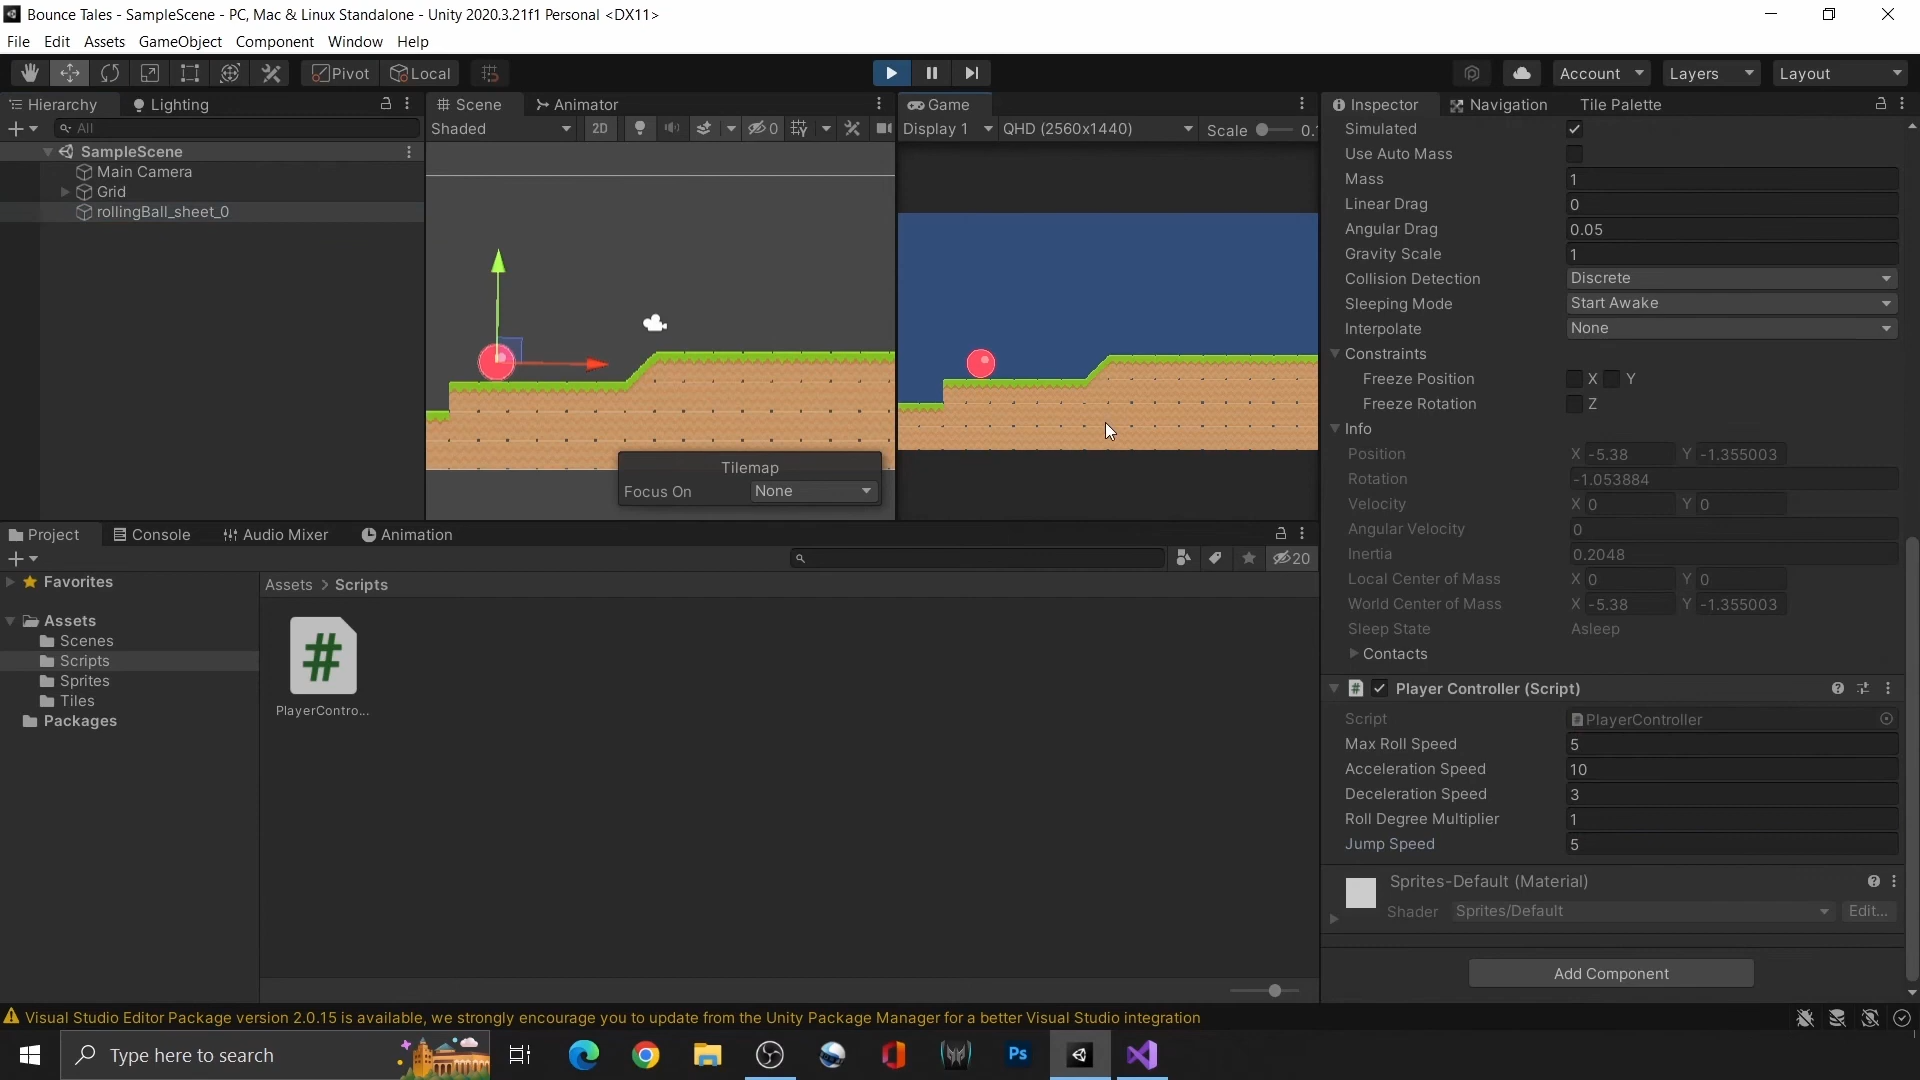 Bounce Tales - SampleScene - PC, Mac & Linux Standalone - Unity 2020.3.21f1 Personal <DX11>
File Edit Assets GameObject Component Window Help
Pivot Local Account Layers Layout
Hierarchy Lighting
All
SampleScene
Main Camera
Grid
rollingBall_sheet_0
Scene Animator
Shaded 2D 0
Tilemap
Focus On None
Game
Display 1 QHD (2560x1440) Scale 0.
Inspector Navigation Tile Palette
Simulated
Use Auto Mass
Mass 1
Linear Drag 0
Angular Drag 0.05
Gravity Scale 1
Collision Detection Discrete
Sleeping Mode Start Awake
Interpolate None
Constraints
Freeze Position X Y
Freeze Rotation Z
Info
Position X -5.38 Y -1.355003
Rotation -1.053884
Velocity X 0 Y 0
Angular Velocity 0
Inertia 0.2048
Local Center of Mass X 0 Y 0
World Center of Mass X -5.38 Y -1.355003
Sleep State Asleep
Contacts
# Player Controller (Script)
Script PlayerController
Max Roll Speed 5
Acceleration Speed 10
Deceleration Speed 3
Roll Degree Multiplier 1
Jump Speed 5
Sprites-Default (Material)
Shader Sprites/Default Edit...
Add Component
Project Console Audio Mixer Animation
20
Favorites
Assets
Scenes
Scripts
Sprites
Tiles
Packages
Assets > Scripts
#
PlayerContro...
Visual Studio Editor Package version 2.0.15 is available, we strongly encourage you to update from the Unity Package Manager for a better Visual Studio integration
Type here to search
Ps